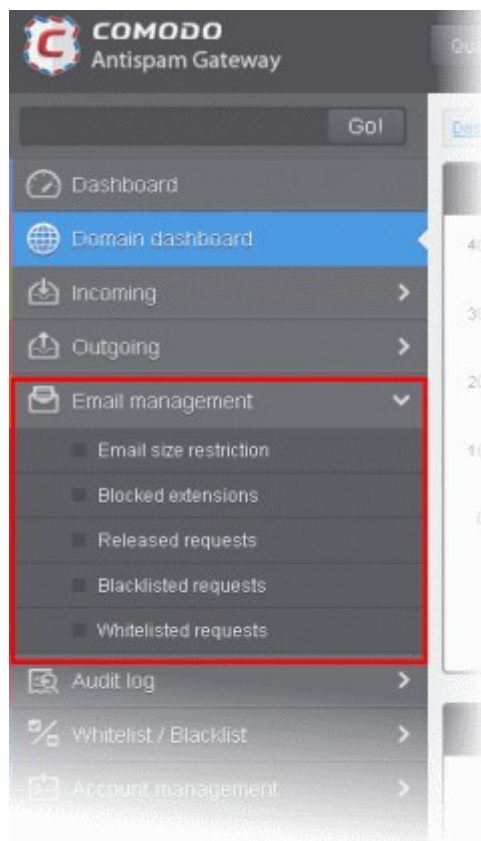 COMODO
Antispam Gateway
Go!
Dashboard
Domain dashboard
Incoming
Outgoing
Email management
Email size restriction
Blocked extensions
Released requests
Blacklisted requests
Whitelisted requests
Audit log
Whitelist / Blacklist
Account management